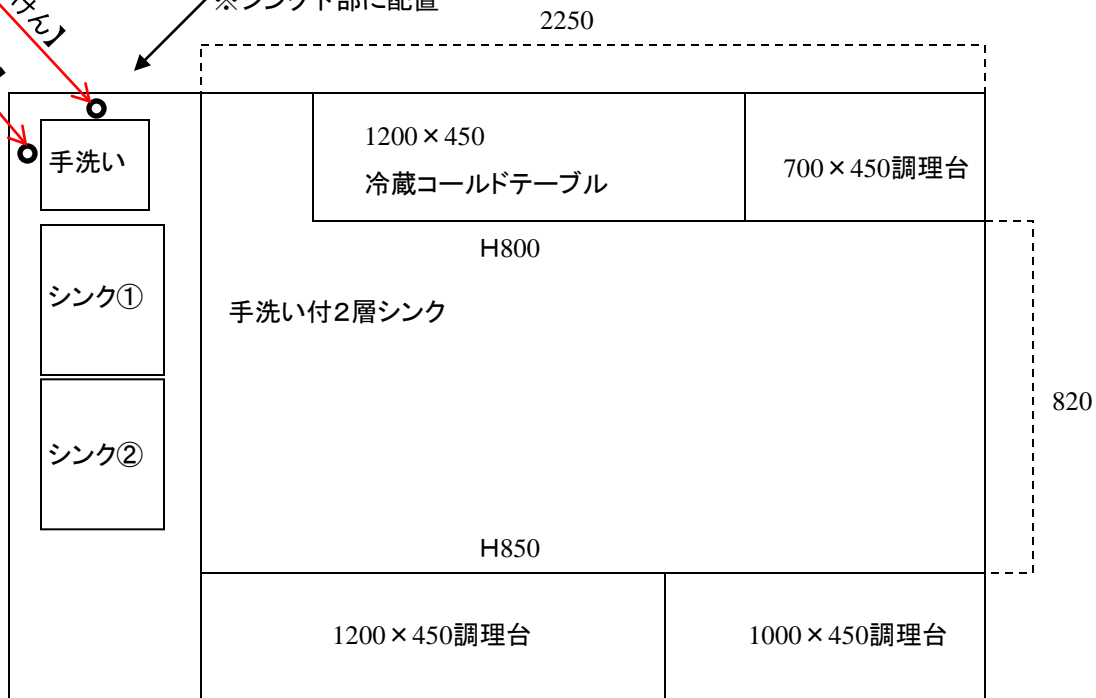 けん】
】
※シンク下部に配置
2250
手洗い
1200×450
冷蔵コールドテーブル
700×450調理台
H800
シンク①
手洗い付2層シンク
820
シンク②
H850
1200×450調理台
1000×450調理台